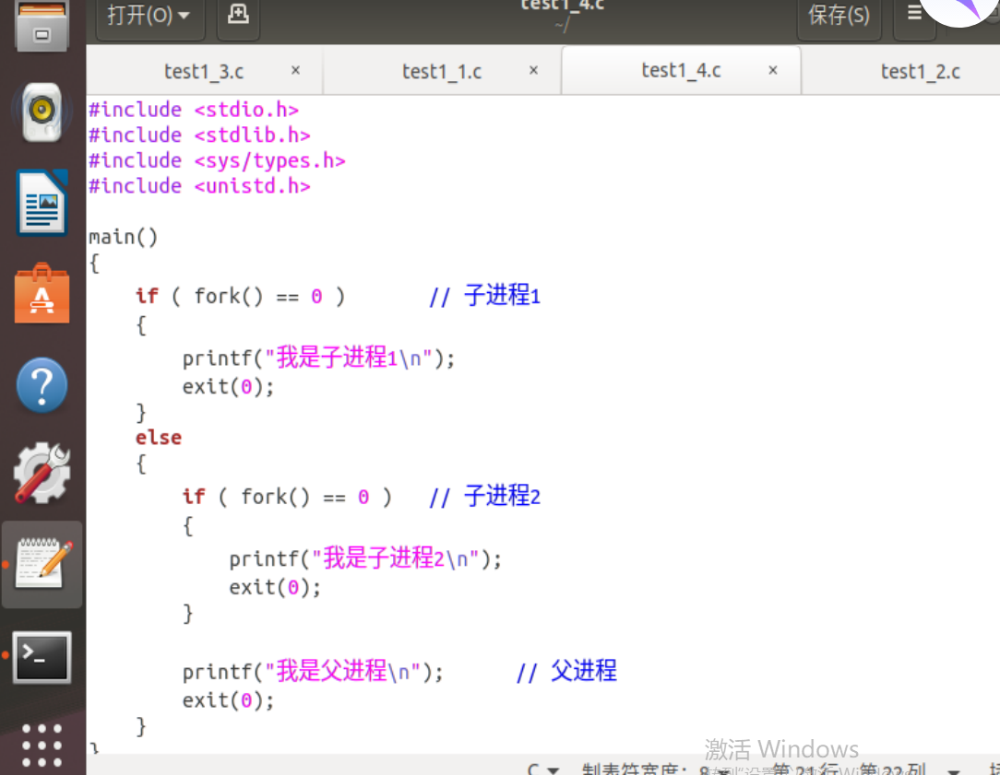 打开(O)
test1_4.c
~/
保存(S)
test1_3.c × test1_1.c × test1_4.c × test1_2.c
#include <stdio.h>
#include <stdlib.h>
#include <sys/types.h>
#include <unistd.h>
main()
{
if ( fork() == 0 ) // 子进程1
{
printf("我是子进程1\n");
exit(0);
}
else
{
if ( fork() == 0 ) // 子进程2
{
printf("我是子进程2\n");
exit(0);
}
printf("我是父进程\n"); // 父进程
exit(0);
}
}
激活 Windows
C 制表符宽度: 8 第 21 行, 第 22 列